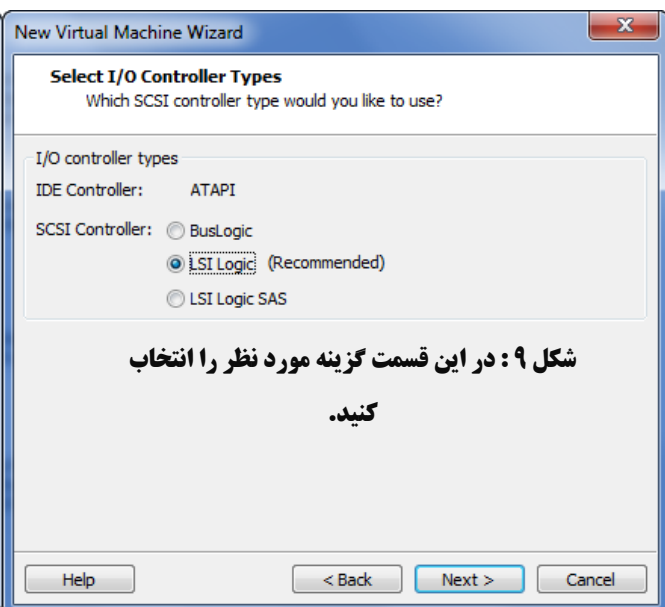 New Virtual Machine Wizard
Select I/O Controller Types
Which SCSI controller type would you like to use?
I/O controller types
IDE Controller: ATAPI
SCSI Controller: BusLogic
LSI Logic (Recommended)
LSI Logic SAS
شکل ۹ : در این قسمت گزینه مورد نظر را انتخاب
کنید.
Help < Back Next > Cancel